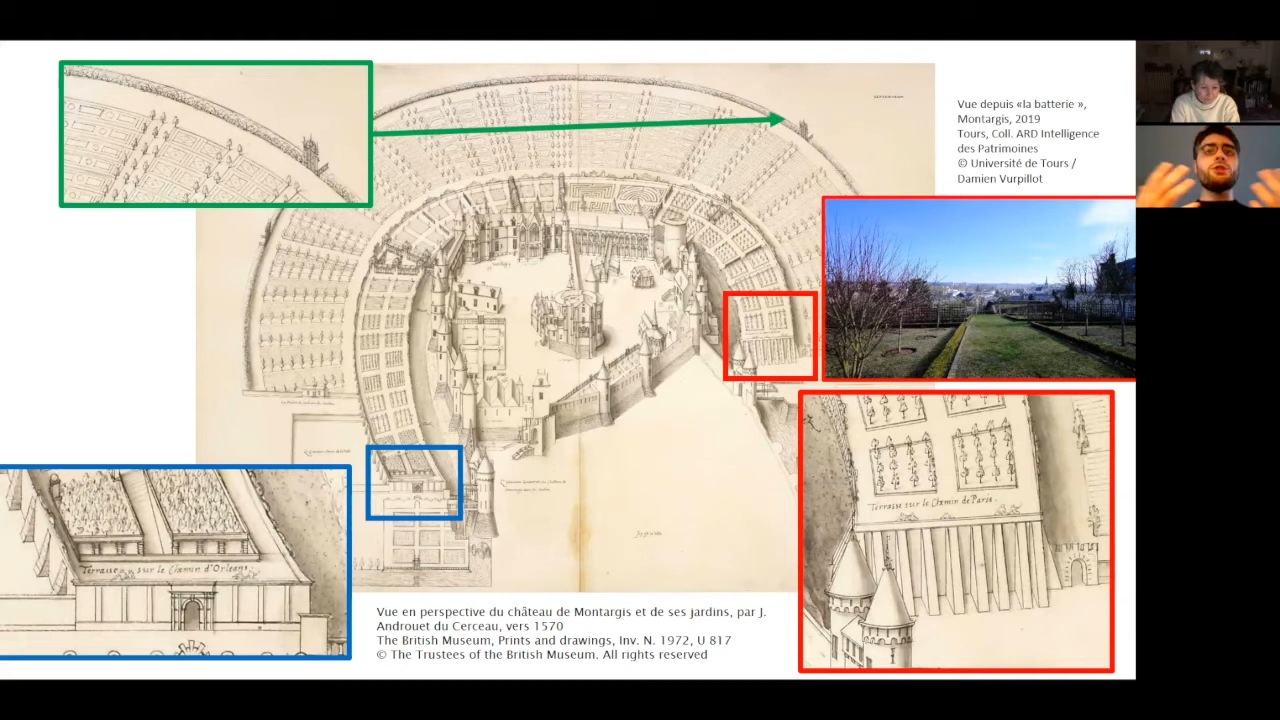 Vue depuis «la batterie »,
Montargis, 2019
Tours, Coll. ARD Intelligence
des Patrimoines
© Université de Tours /
Damien Vurpillot
Terrasse sur le Chemin de Paris.
Terrasse sur le Chemin d'Orleans.
Vue en perspective du château de Montargis et de ses jardins, par J.
Androuet du Cerceau, vers 1570
The British Museum, Prints and drawings, Inv. N. 1972, U 817
© The Trustees of the British Museum. All rights reserved